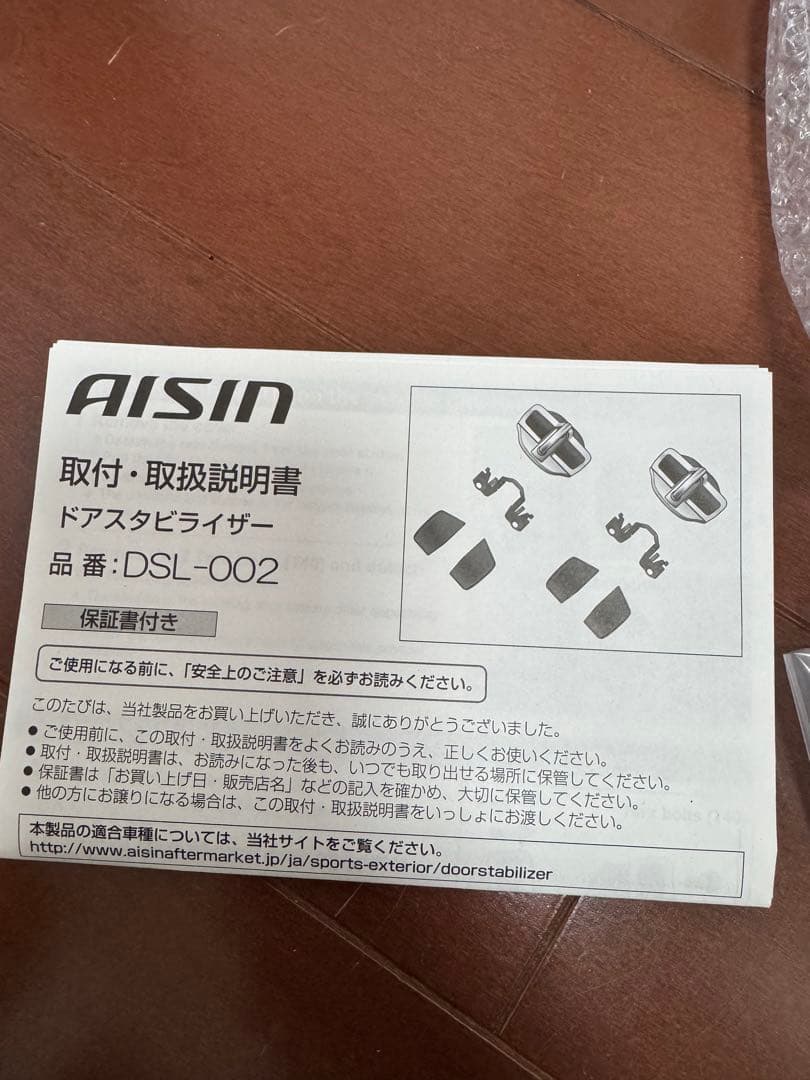 AISIN
取付・取扱説明書
ドアスタビライザー
品番:DSL-002
保証書付き
ご使用になる前に、「安全上のご注意」を必ずお読みください。
このたびは、当社製品をお買い上げいただき、誠にありがとうございました。
● ご使用前に、この取付・取扱説明書をよくお読みのうえ、正しくお使いください。
● 取付・取扱説明書は、お読みになった後も、いつでも取り出せる場所に保管してください。
● 保証書は「お買い上げ日・販売店名」などの記入を確かめ、大切に保管してください。
● 他の方にお譲りになる場合は、この取付・取扱説明書をいっしょにお渡しください。
本製品の適合車種については、当社サイトをご覧ください。
http://www.aisinaftermarket.jp/ja/sports-exterior/doorstabilizer